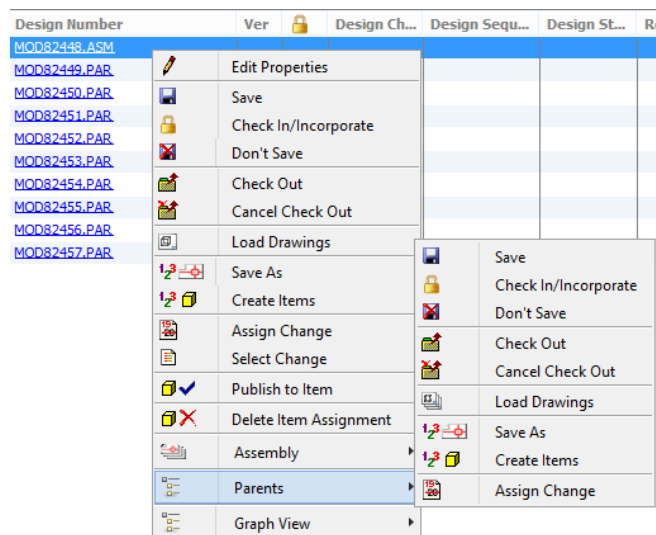 Design Number Ver Design Ch... Design Sequ... Design St... R
MOD82448.ASM
MOD82449.PAR
MOD82450.PAR
MOD82451.PAR
MOD82452.PAR
MOD82453.PAR
MOD82454.PAR
MOD82455.PAR
MOD82456.PAR
MOD82457.PAR
Edit Properties
Save
Check In/Incorporate
Don't Save
Check Out
Cancel Check Out
Load Drawings
Save As
Create Items
Assign Change
Select Change
Publish to Item
Delete Item Assignment
Assembly
Parents
Graph View
Save
Check In/Incorporate
Don't Save
Check Out
Cancel Check Out
Load Drawings
Save As
Create Items
Assign Change